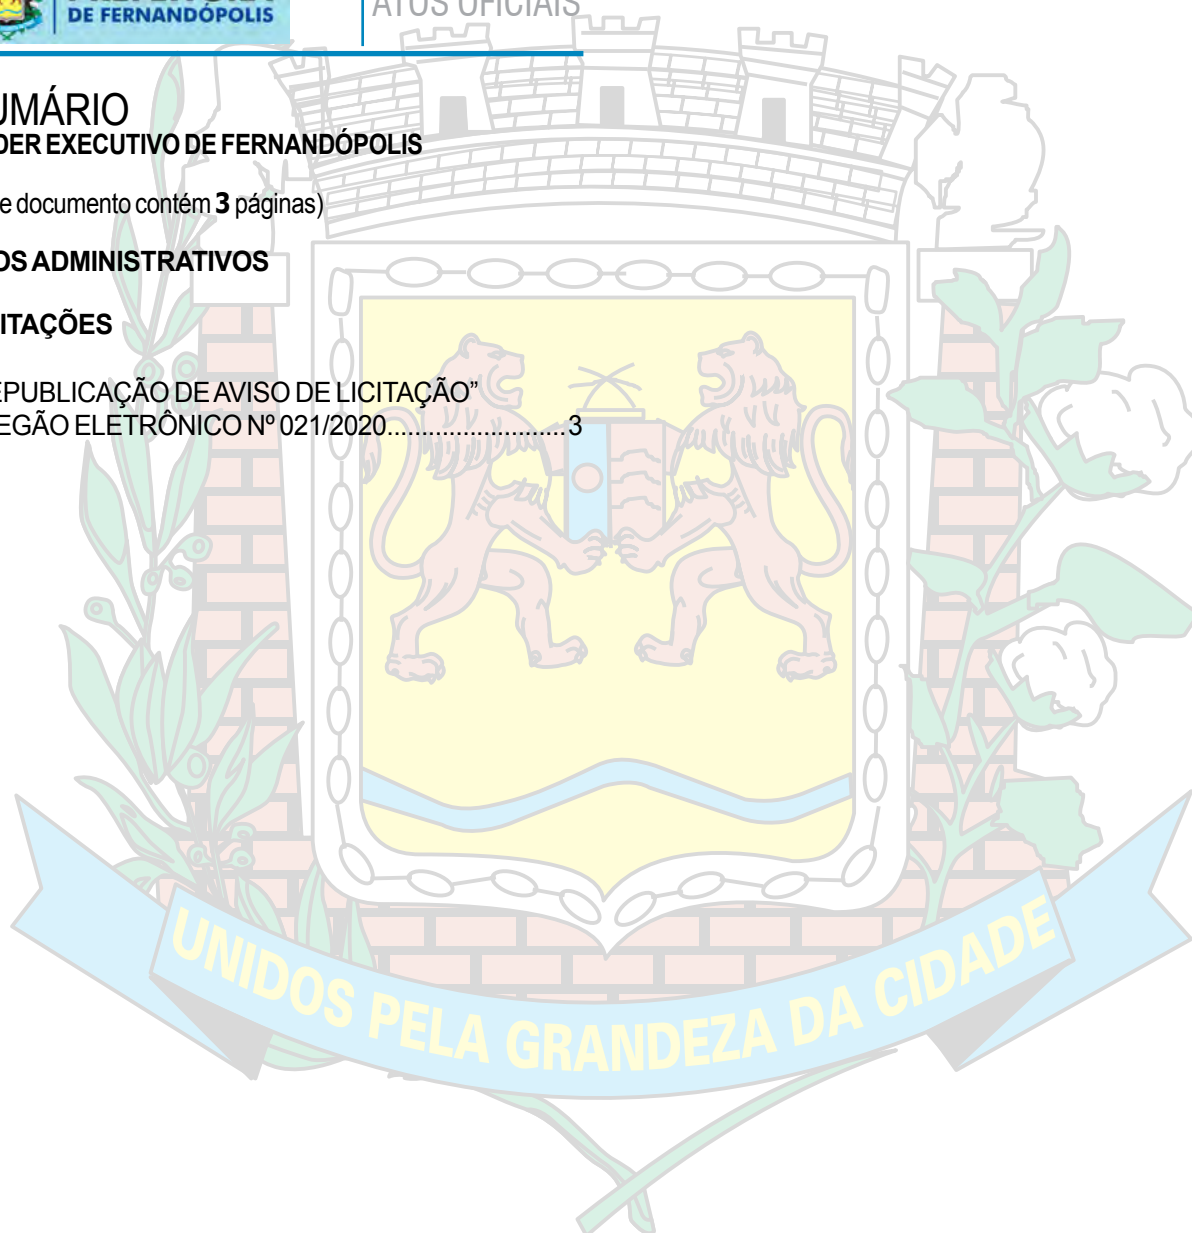 DE FERNANDÓPOLIS
ATOS OFICIAIS
UMÁRIO
DER EXECUTIVO DE FERNANDÓPOLIS
e documento contém 3 páginas)
OS ADMINISTRATIVOS
ITAÇÕES
EPUBLICAÇÃO DE AVISO DE LICITAÇÃO”
EGÃO ELETRÔNICO Nº 021/2020..........................3
UNIDOS PELA GRANDEZA DA CIDADE